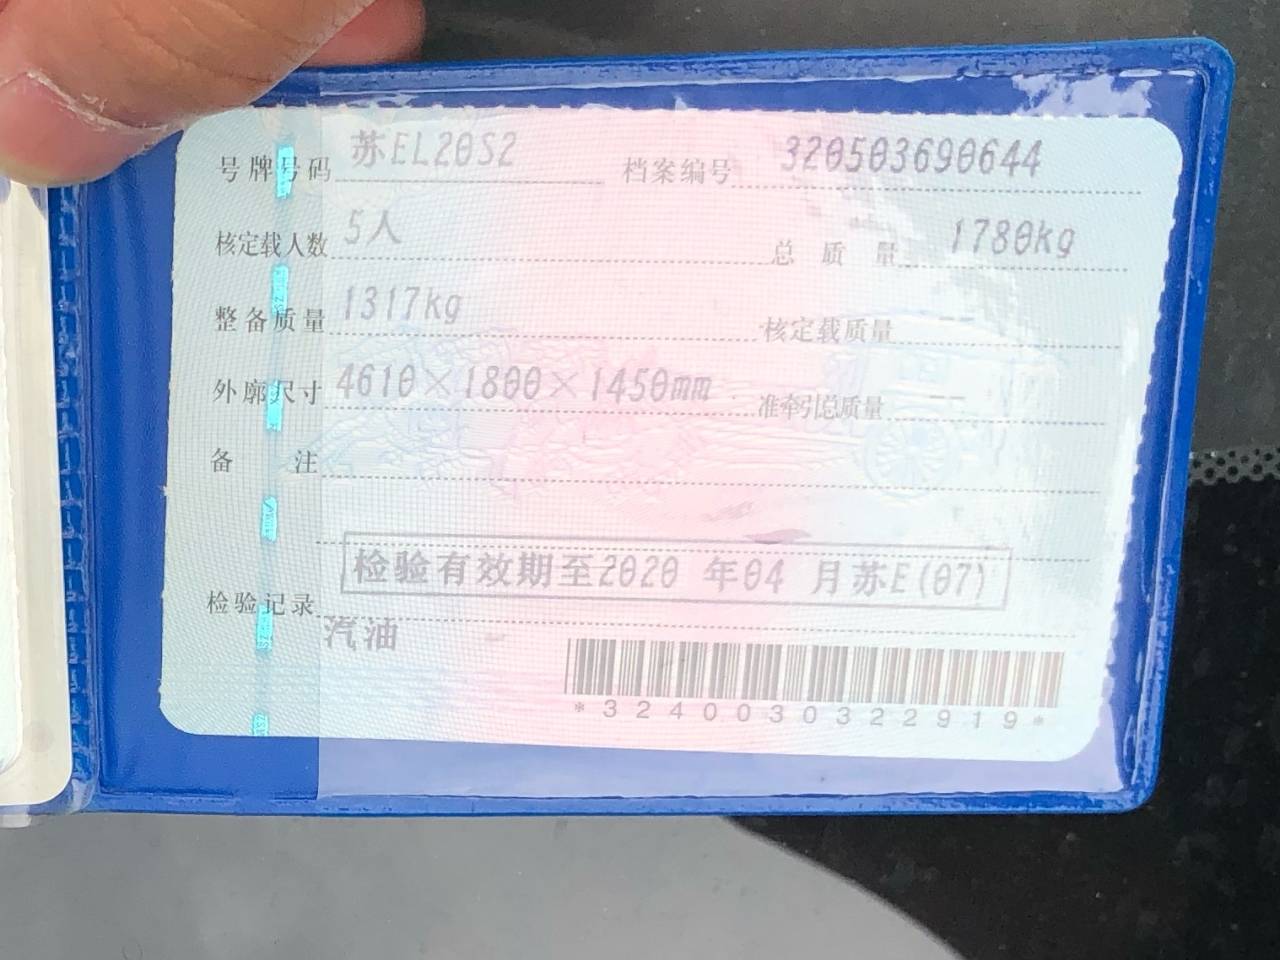 号牌号码 苏EL20S2 档案编号 320503690644
核定载人数 5人 总质量 1780kg
整备质量 1317kg 核定载质量 --
外廓尺寸 4610×1800×1450mm 准牵引总质量 --
备注
检验有效期至2020 年04 月苏E(07)
检验记录
汽油
*3240030322919*